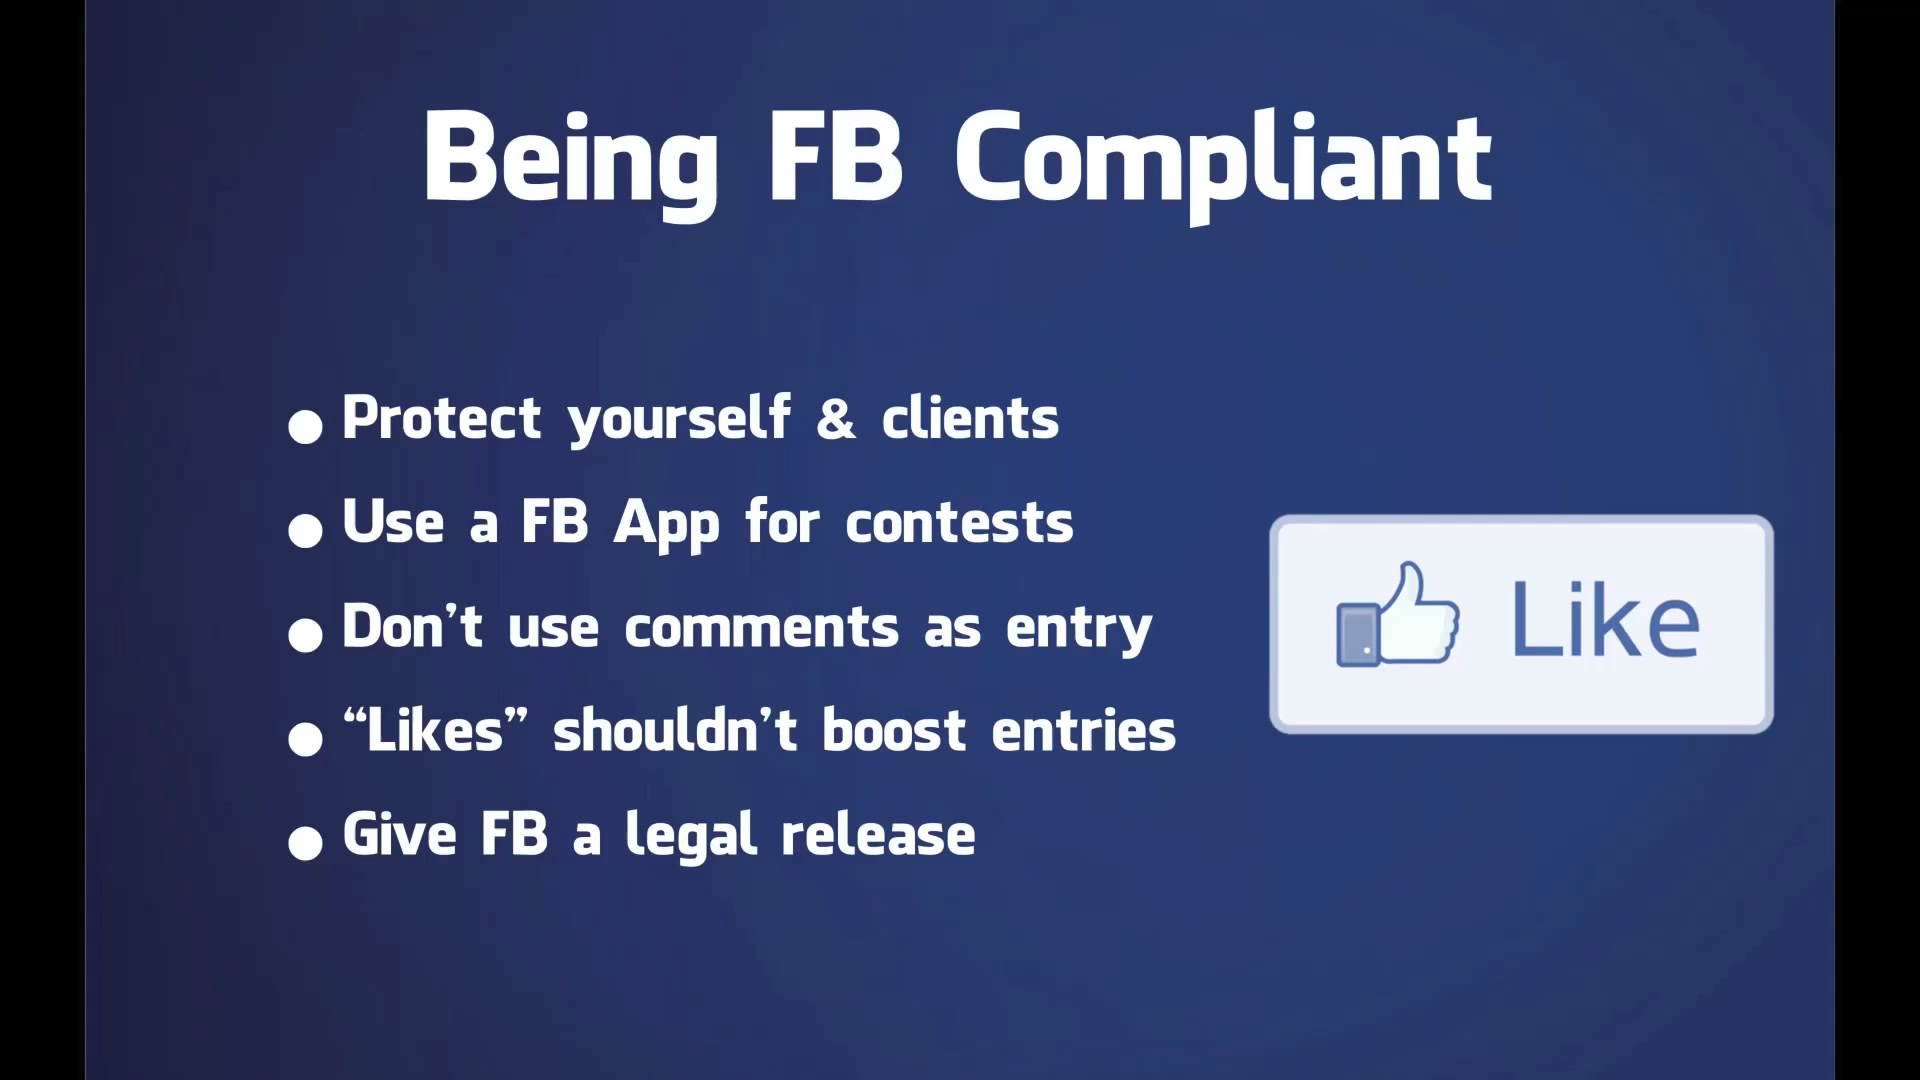 Being FB Compliant
● Protect yourself & clients
● Use a FB App for contests
● Don’t use comments as entry
● “Likes” shouldn’t boost entries
● Give FB a legal release
Like